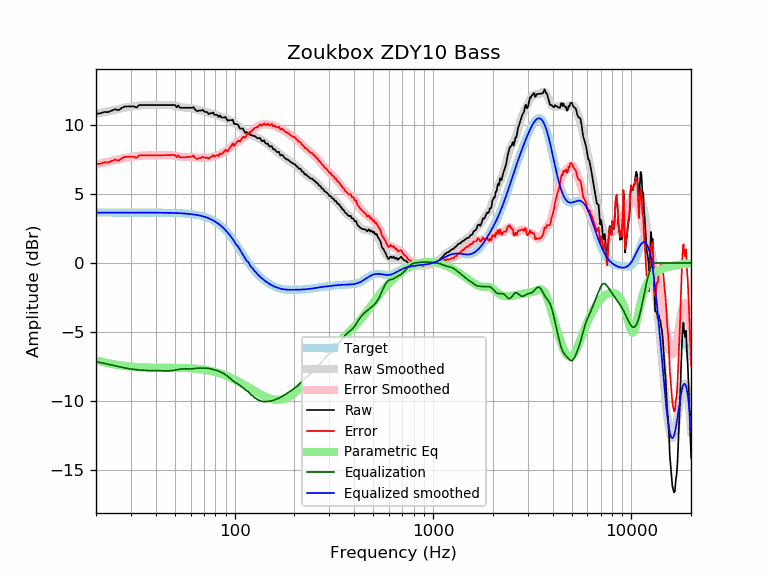 Zoukbox ZDY10 Bass
Amplitude (dBr)
10
5
0
−5
−10
−15
Target
Raw Smoothed
Error Smoothed
Raw
Error
Parametric Eq
Equalization
Equalized smoothed
100
1000
10000
Frequency (Hz)